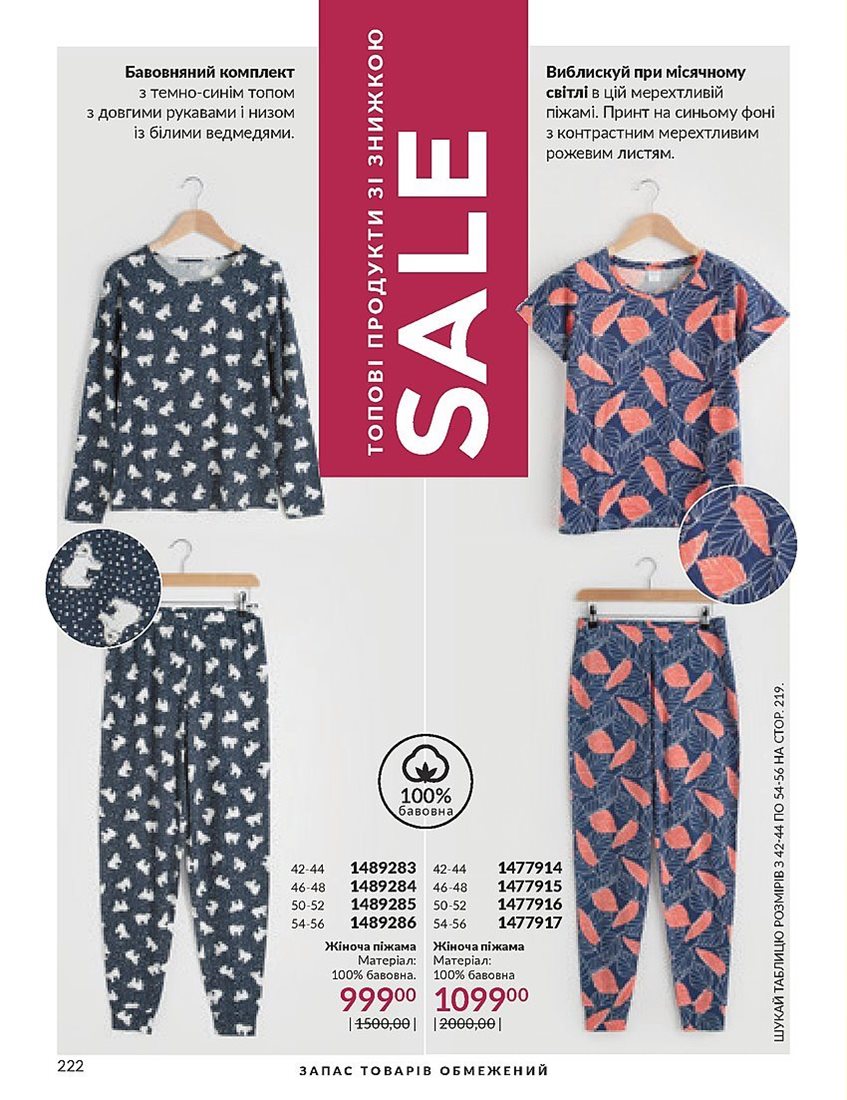 Бавовняний комплект
з темно-синім топом
з довгими рукавами і низом
із білими ведмедями.
ТОПОВІ ПРОДУКТИ ЗІ ЗНИЖКОЮ
SALE
Виблискуй при місячному
світлі в цій мерехтливій
піжамі. Принт на синьому фоні
з контрастним мерехтливим
рожевим листям.
100%
бавовна
42-44 1489283
46-48 1489284
50-52 1489285
54-56 1489286
Жіноча піжама
Матеріал:
100% бавовна.
99900
|1500,00|
42-44 1477914
46-48 1477915
50-52 1477916
54-56 1477917
Жіноча піжама
Матеріал:
100% бавовна
109900
|2000,00|
ШУКАЙ ТАБЛИЦЮ РОЗМІРІВ З 42-44 ПО 54-56 НА СТОР. 219.
222
ЗАПАС ТОВАРІВ ОБМЕЖЕНИЙ